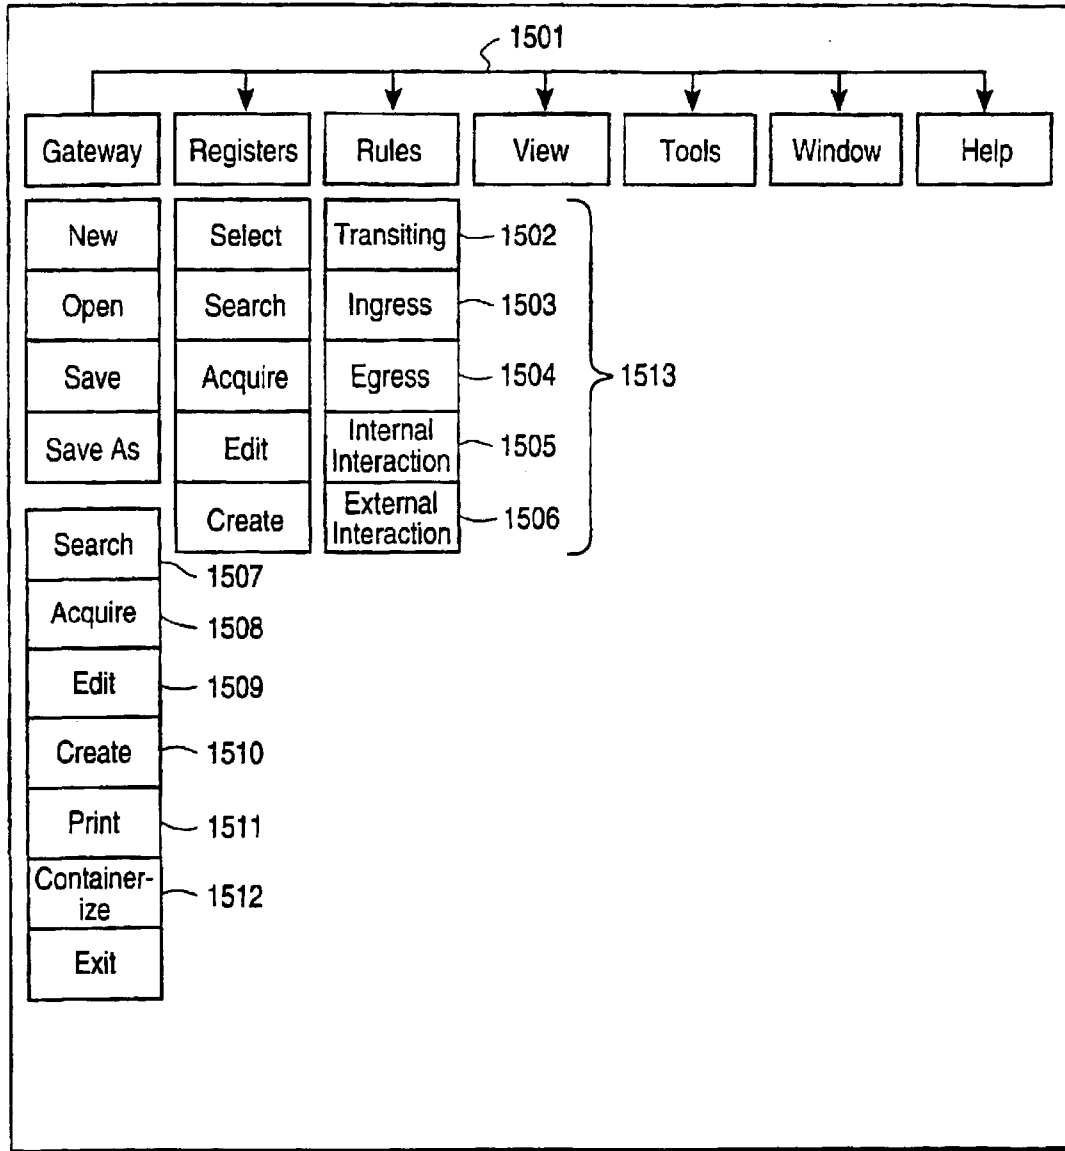 1501
Gateway Registers Rules View Tools Window Help
New Select Transiting 1502
Open Search Ingress 1503
Save Acquire Egress 1504 1513
Save As Edit Internal
Interaction 1505
Create External
Interaction 1506
Search
1507
Acquire
1508
Edit 1509
Create 1510
Print 1511
Container-
ize 1512
Exit